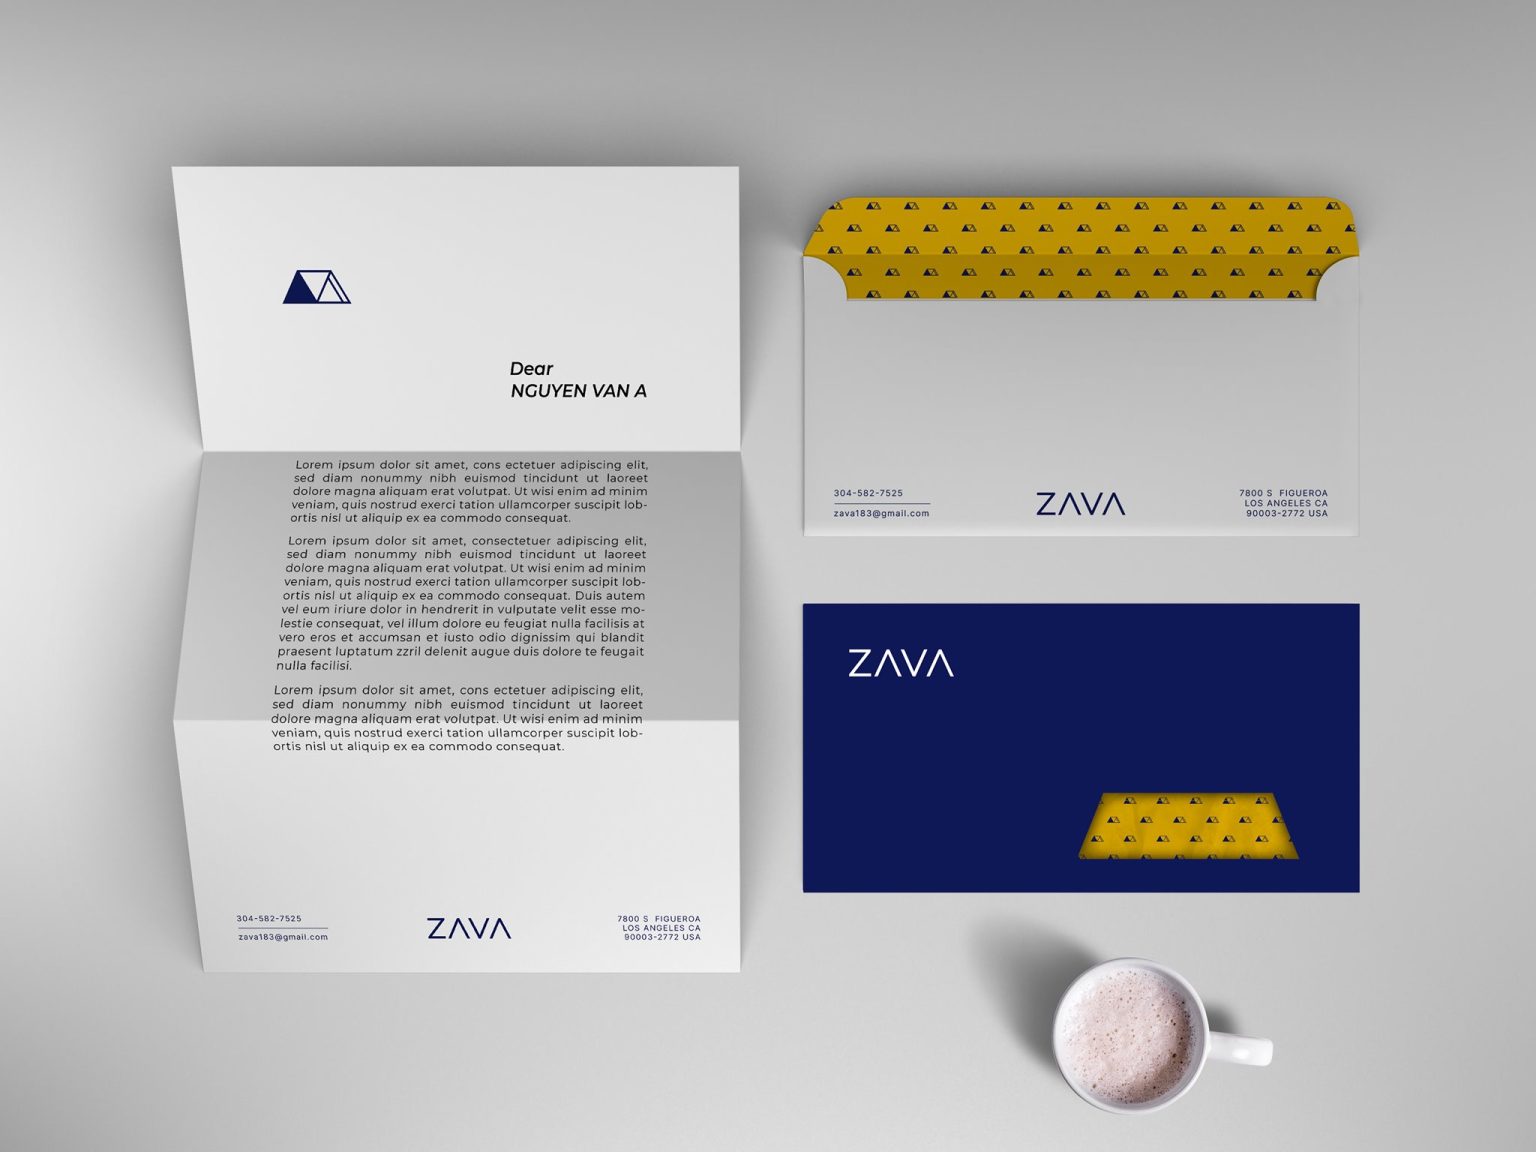 Dear
NGUYEN VAN A
Lorem ipsum dolor sit amet, cons ectetuer adipiscing elit,
sed diam nonummy nibh euismod tincidunt ut laoreet
dolore magna aliquam erat volutpat. Ut wisi enim ad minim
veniam, quis nostrud exerci tation ullamcorper suscipit lob-
ortis nisl ut aliquip ex ea commodo consequat.
Lorem ipsum dolor sit amet, consectetuer adipiscing elit,
sed diam nonummy nibh euismod tincidunt ut laoreet
dolore magna aliquam erat volutpat. Ut wisi enim ad minim
veniam, quis nostrud exerci tation ullamcorper suscipit lob-
ortis nisl ut aliquip ex ea commodo consequat. Duis autem
vel eum iriure dolor in hendrerit in vulputate velit esse mo-
lestie consequat, vel illum dolore eu feugiat nulla facilisis at
vero eros et accumsan et iusto odio dignissim qui blandit
praesent luptatum zzril delenit augue duis dolore te feugait
nulla facilisi.
Lorem ipsum dolor sit amet, cons ectetuer adipiscing elit,
sed diam nonummy nibh euismod tincidunt ut laoreet
dolore magna aliquam erat volutpat. Ut wisi enim ad minim
veniam, quis nostrud exerci tation ullamcorper suscipit lob-
ortis nisl ut aliquip ex ea commodo consequat.
304-582-7525
zava183@gmail.com
ZAVA
7800 S FIGUEROA
LOS ANGELES CA
90003-2772 USA
304-582-7525
zava183@gmail.com
ZAVA
7800 S FIGUEROA
LOS ANGELES CA
90003-2772 USA
ZAVA